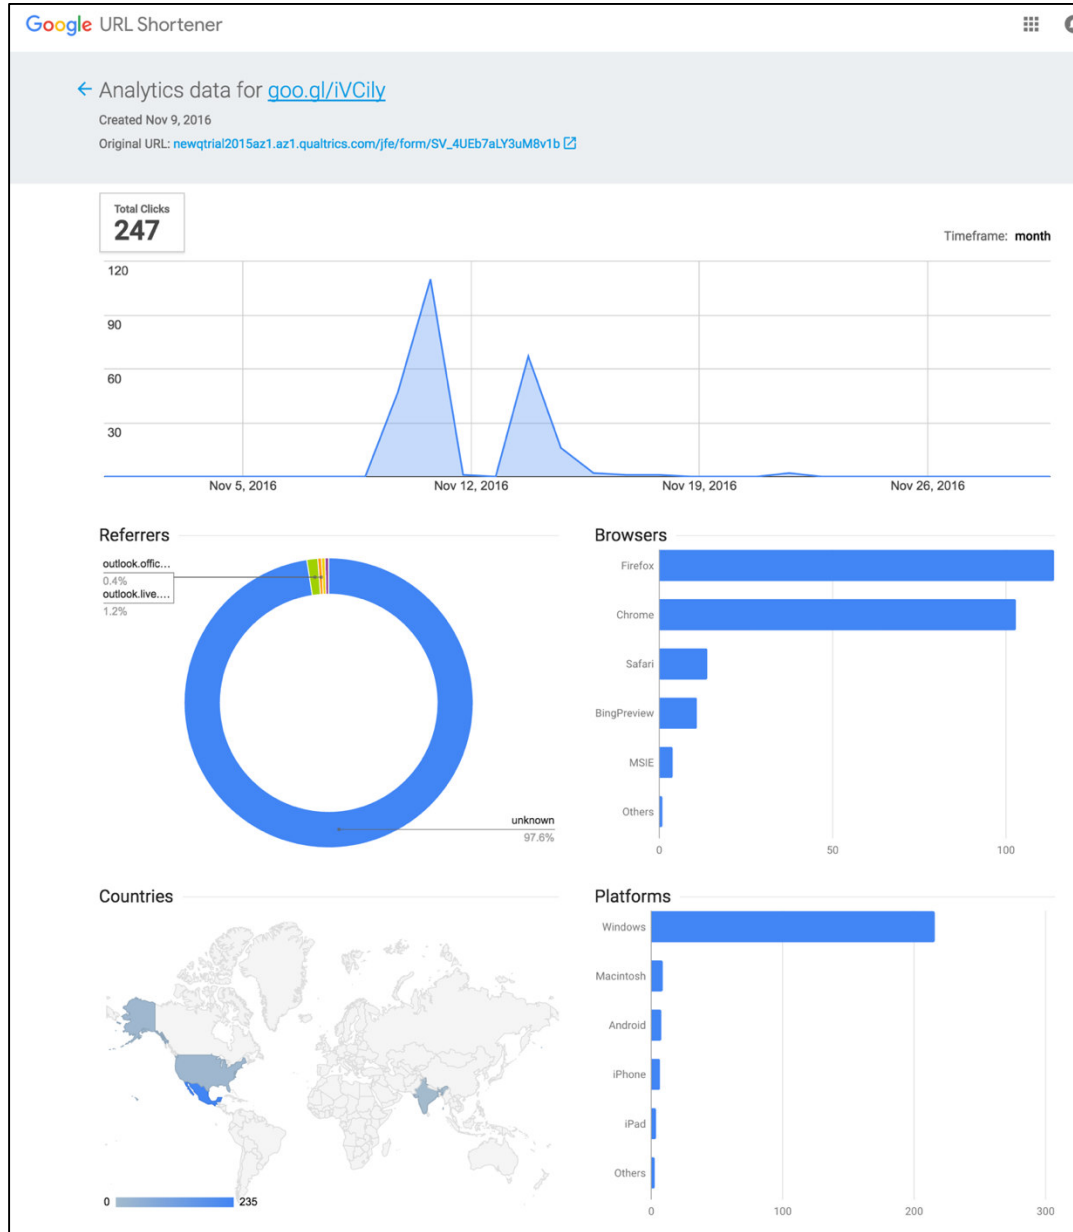 Google URL Shortener
Analytics data for goo.gl/iVCily
Created Nov 9, 2016
Original URL: newqtrial2015az1.az1.qualtrics.com/jfe/form/SV_4UEb7aLY3uM8v1b
Total Clicks
247
Timeframe: month
120
90
60
30
Nov 5, 2016 Nov 12, 2016 Nov 19, 2016 Nov 26, 2016
Referrers
outlook.offic...
0.4%
outlook.live....
1.2%
unknown
97.6%
Browsers
Firefox
Chrome
Safari
BingPreview
MSIE
Others
0 50 100
Countries
0 235
Platforms
Windows
Macintosh
Android
iPhone
iPad
Others
0 100 200 300